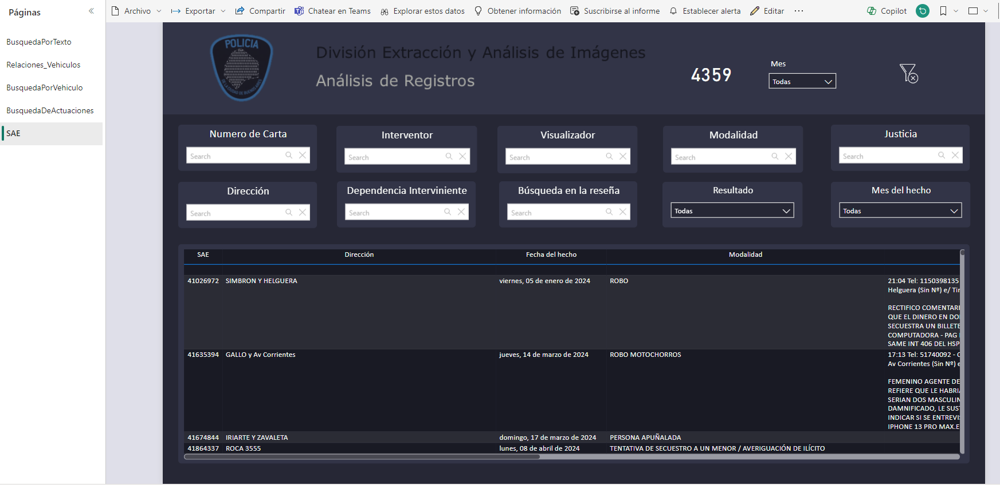 Páginas
BusquedaPorTexto
Relaciones_Vehiculos
BusquedaPorVehiculo
BusquedaDeActuaciones
SAE
Archivo
Exportar
Compartir
Chatear en Teams
Explorar estos datos
Obtener información
Suscribirse al informe
Establecer alerta
Editar
Copilot
POLICIA
DE LA CIUDAD DE BUENOS AIRES
División Extracción y Análisis de Imágenes
Análisis de Registros
4359
Mes
Todas
Numero de Carta
Search
Interventor
Search
Visualizador
Search
Modalidad
Search
Justicia
Search
Dirección
Search
Dependencia Interviniente
Search
Búsqueda en la reseña
Search
Resultado
Todas
Mes del hecho
Todas
SAE Dirección Fecha del hecho Modalidad
41026972 SIMBRON Y HELGUERA viernes, 05 de enero de 2024 ROBO 21:04 Tel: 1150398135
Helguera (Sin Nº) e/ Tir
RECTIFICO COMENTARI
QUE EL DINERO EN DO
SECUESTRA UN BILLETE
COMPUTADORA - PAG
SAME INT 406 DEL HSP
41635394 GALLO y Av Corrientes jueves, 14 de marzo de 2024 ROBO MOTOCHORROS 17:13 Tel: 51740092 - C
Av Corrientes (Sin Nº) e
FEMENINO AGENTE DE
REFIERE QUE LE HABRIA
SERIAN DOS MASCULIN
DAMNIFICADO, LE SUST
INDICAR SI SE ENTREVI
IPHONE 13 PRO MAX.E
41674844 IRIARTE Y ZAVALETA domingo, 17 de marzo de 2024 PERSONA APUÑALADA
41864337 ROCA 3555 lunes, 08 de abril de 2024 TENTATIVA DE SECUESTRO A UN MENOR / AVERIGUACIÓN DE ILÍCITO